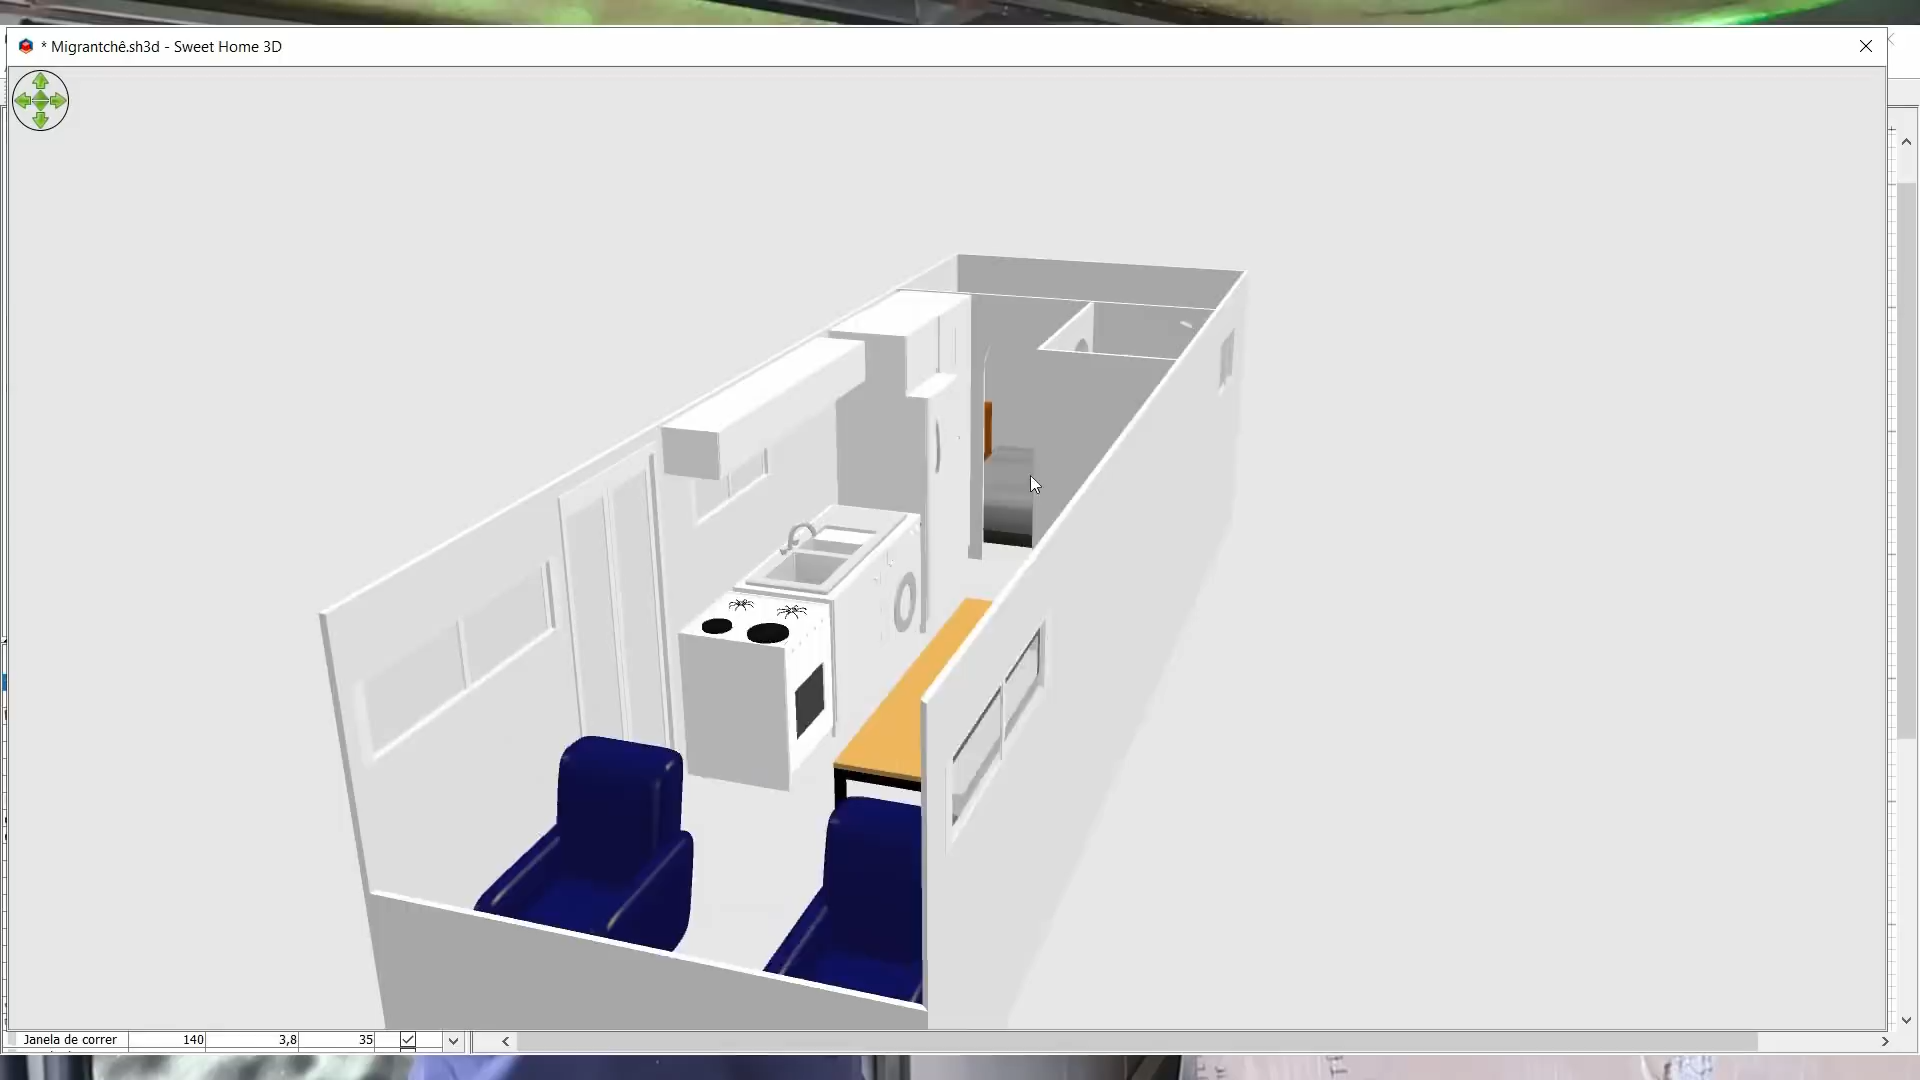 * Migrantchê.sh3d - Sweet Home 3D
Janela de correr 140 3,8 35